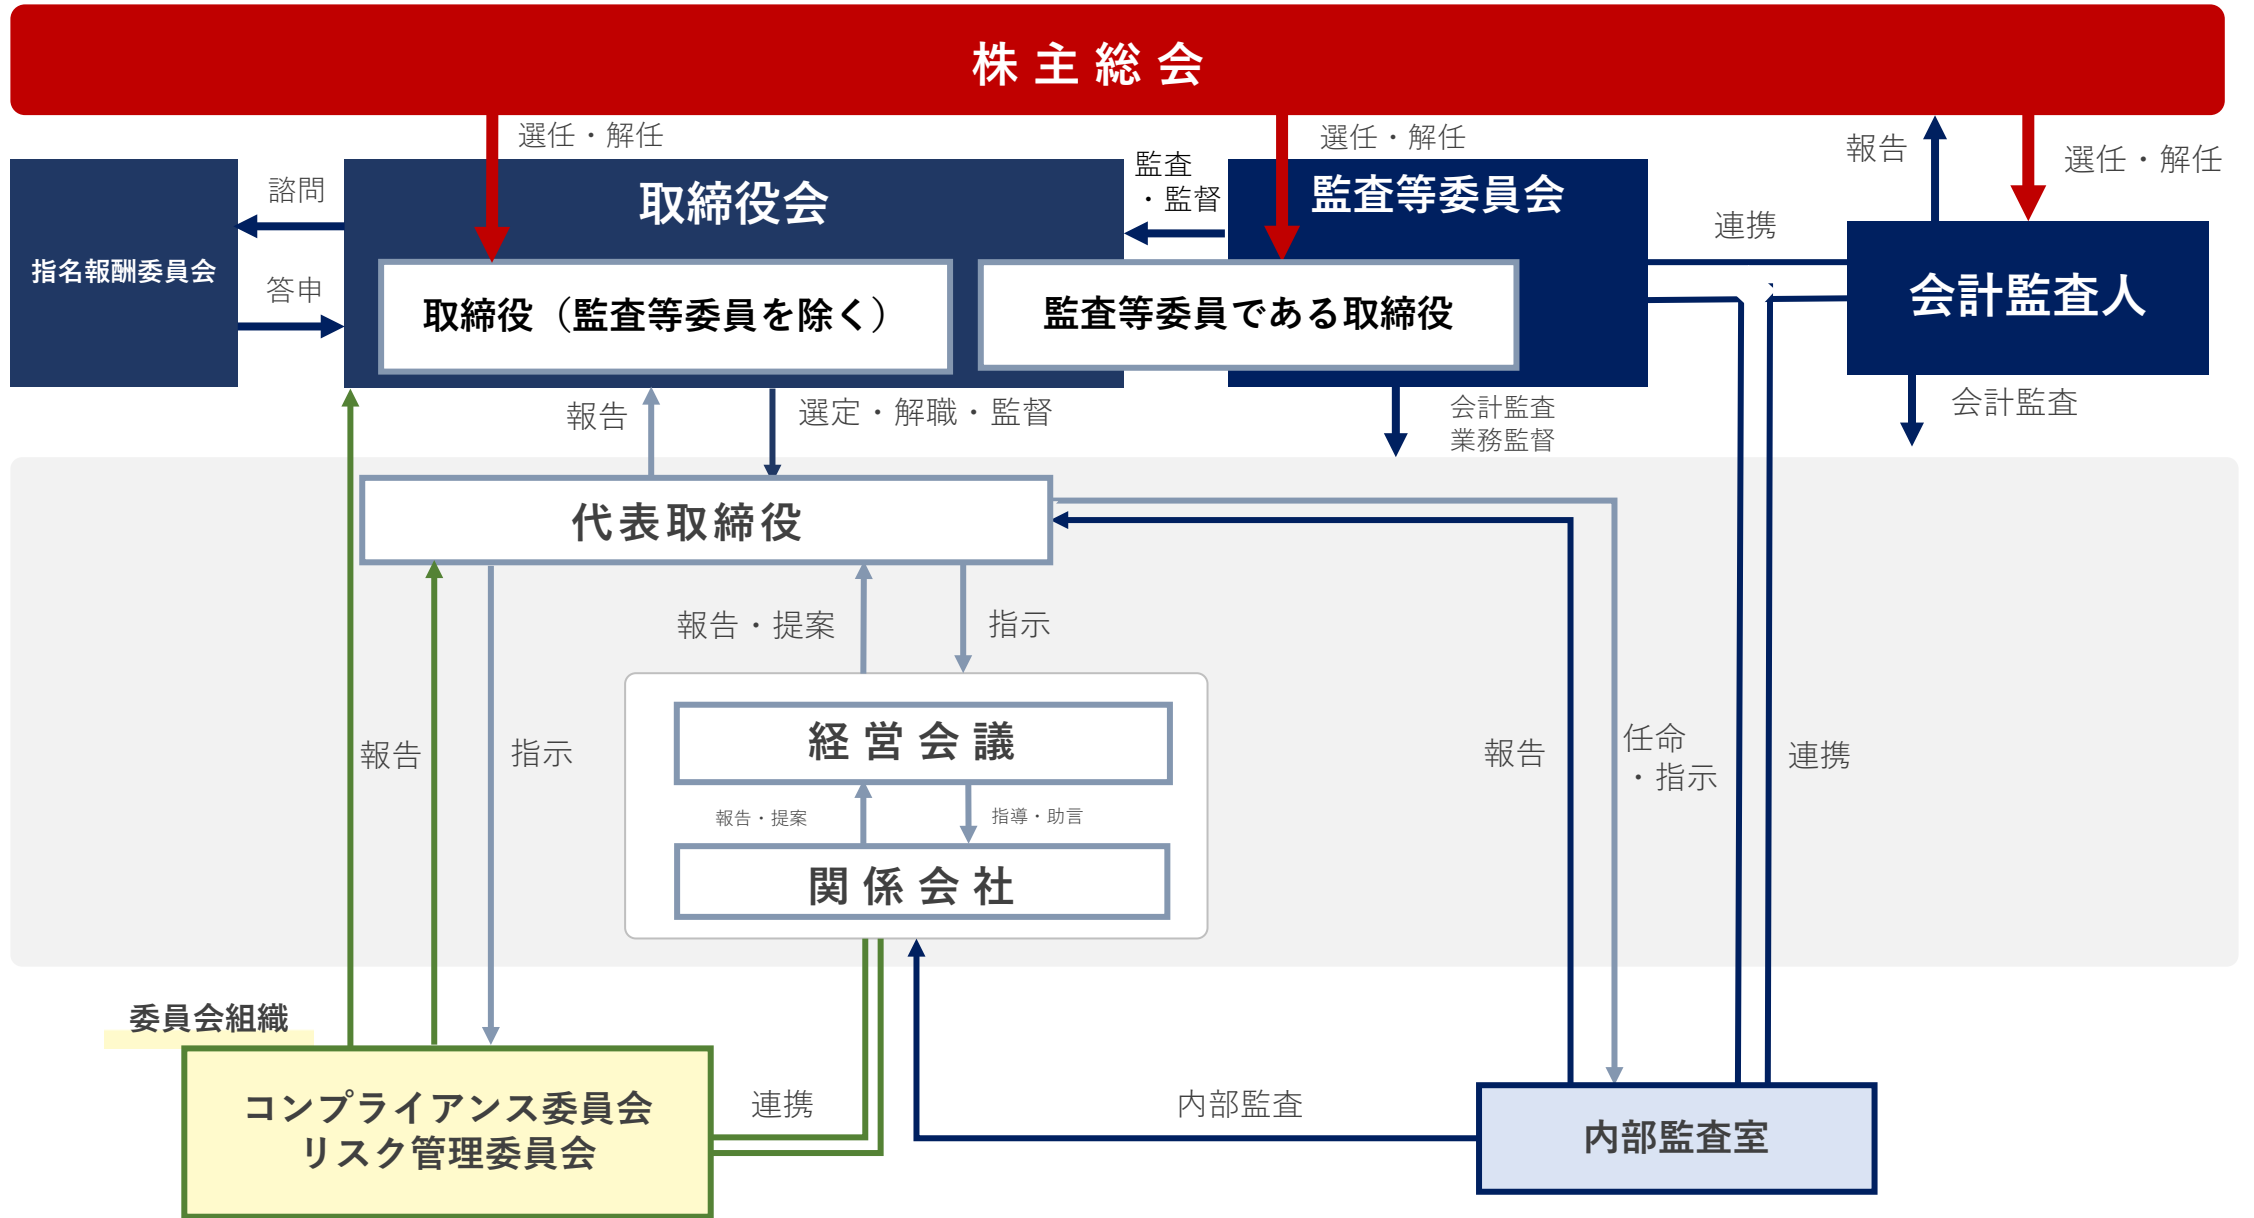 株主総会
選任・解任
選任・解任
報告
選任・解任
諮問
取締役会
監査
・監督
監査等委員会
連携
指名報酬委員会
答申
取締役（監査等委員を除く）
監査等委員である取締役
会計監査人
報告
選定・解職・監督
会計監査
業務監督
会計監査
代表取締役
報告・提案
指示
報告
指示
経営会議
報告
任命
・指示
連携
報告・提案
指導・助言
関係会社
委員会組織
コンプライアンス委員会
リスク管理委員会
連携
内部監査
内部監査室